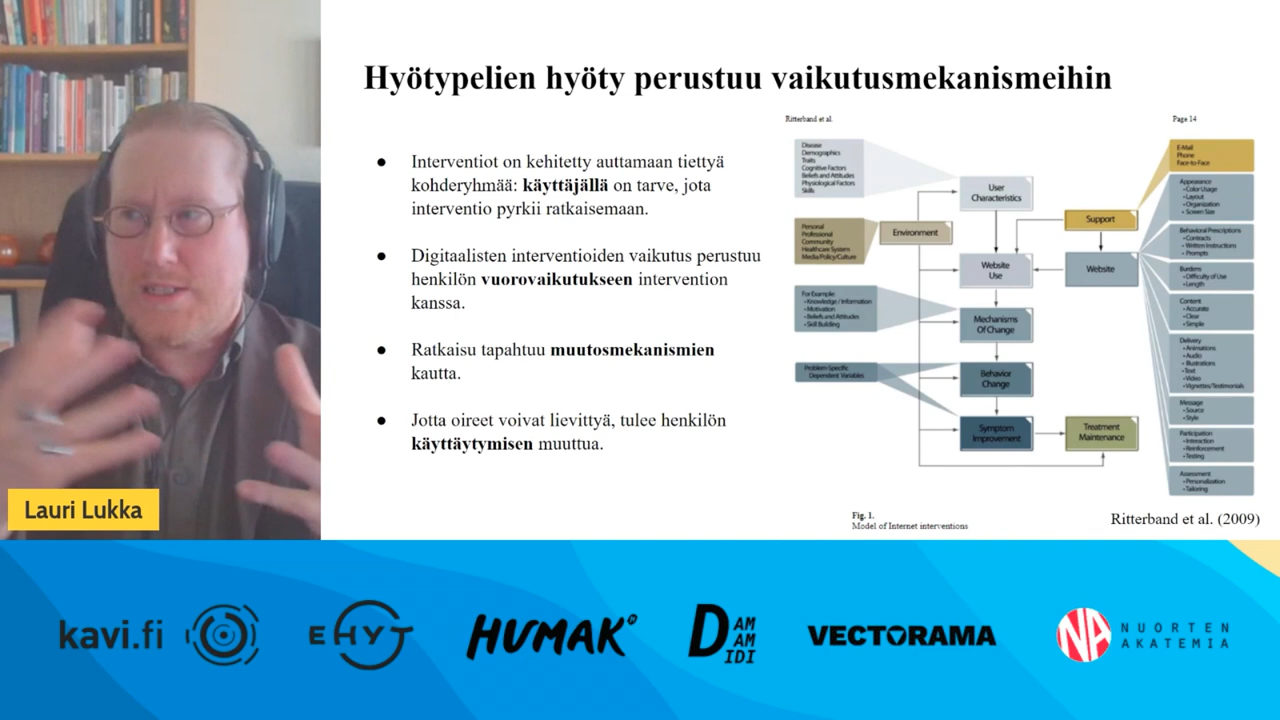 Hyötypelien hyöty perustuu vaikutusmekanismeihin
● Interventiot on kehitetty auttamaan tiettyä
kohderyhmää: käyttäjällä on tarve, jota
interventio pyrkii ratkaisemaan.
● Digitaalisten interventioiden vaikutus perustuu
henkilön vuorovaikutukseen intervention
kanssa.
● Ratkaisu tapahtuu muutosmekanismien
kautta.
● Jotta oireet voivat lievittyä, tulee henkilön
käyttäytymisen muuttua.
Ritterband et al.
Page 14
Disease
Demographics
Traits
Cognitive Factors
Beliefs and Attitudes
Physiological Factors
Skills
Personal
Professional
Community
Healthcare System
Media/Policy/Culture
For Example:
• Knowledge / Information
• Motivation
• Beliefs and Attitudes
• Skill Building
Problem Specific
Dependent Variables
Environment
User
Characteristics
Website
Use
Mechanisms
Of Change
Behavior
Change
Symptom
Improvement
Support
Website
Treatment
Maintenance
E-Mail
Phone
Face-to-Face
Appearance
• Color Usage
• Layout
• Organization
• Screen Size
Behavioral Prescriptions
• Contracts
• Written Instructions
• Prompts
Burdens
• Difficulty of Use
• Length
Content
• Accurate
• Clear
• Simple
Delivery
• Animations
• Audio
• Illustrations
• Text
• Video
• Vignettes/Testimonials
Message
• Source
• Style
Participation
• Interaction
• Reinforcement
• Testing
Assessment
• Personalization
• Tailoring
Fig. 1.
Model of Internet interventions
Ritterband et al. (2009)
Lauri Lukka
kavi.fi
EHYT
HUMAK
DAMAMIDI
VECTORAMA
NA NUORTEN
AKATEMIA